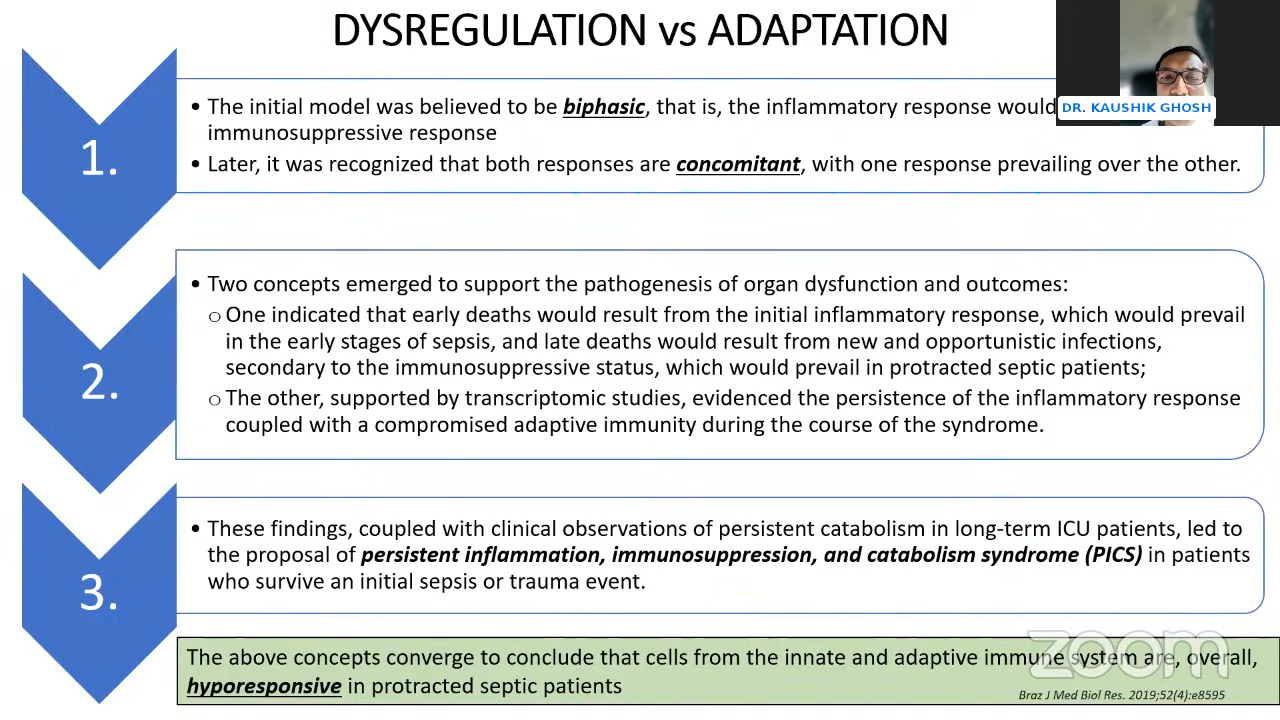 DYSREGULATION vs ADAPTATION
DR. KAUSHIK GHOSH
1.
• The initial model was believed to be biphasic, that is, the inflammatory response would
immunosuppressive response
• Later, it was recognized that both responses are concomitant, with one response prevailing over the other.
2.
• Two concepts emerged to support the pathogenesis of organ dysfunction and outcomes:
o One indicated that early deaths would result from the initial inflammatory response, which would prevail
in the early stages of sepsis, and late deaths would result from new and opportunistic infections,
secondary to the immunosuppressive status, which would prevail in protracted septic patients;
o The other, supported by transcriptomic studies, evidenced the persistence of the inflammatory response
coupled with a compromised adaptive immunity during the course of the syndrome.
3.
• These findings, coupled with clinical observations of persistent catabolism in long-term ICU patients, led to
the proposal of persistent inflammation, immunosuppression, and catabolism syndrome (PICS) in patients
who survive an initial sepsis or trauma event.
The above concepts converge to conclude that cells from the innate and adaptive immune system are, overall,
hyporesponsive in protracted septic patients
zoom
Braz J Med Biol Res. 2019;52(4):e8595